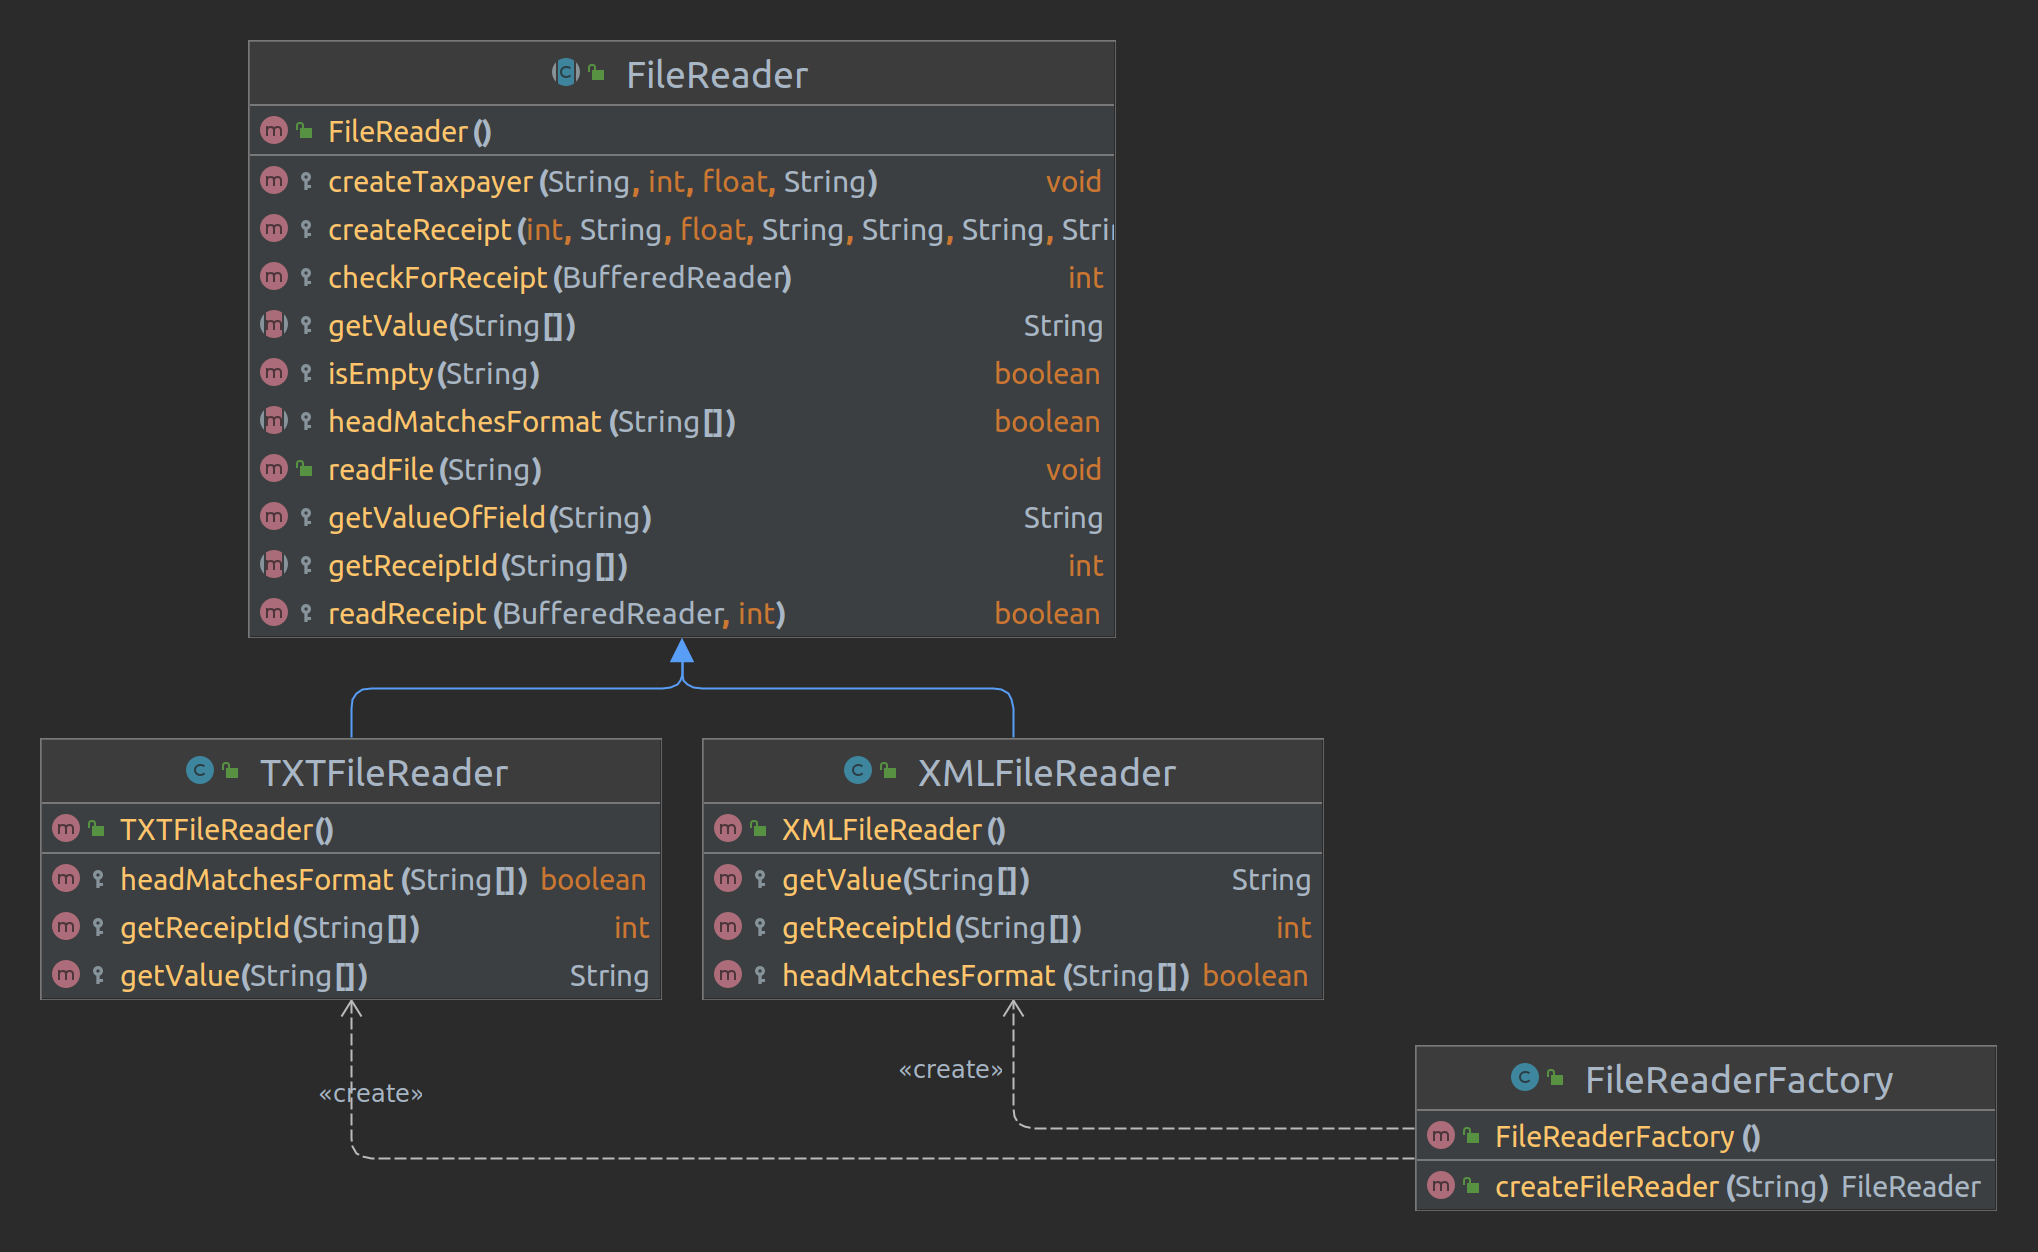 FileReader
FileReader()
createTaxpayer(String, int, float, String) void
createReceipt(int, String, float, String, String, String, Stri
checkForReceipt(BufferedReader) int
getValue(String[]) String
isEmpty(String) boolean
headMatchesFormat(String[]) boolean
readFile(String) void
getValueOfField(String) String
getReceiptId(String[]) int
readReceipt(BufferedReader, int) boolean
TXTFileReader
TXTFileReader()
headMatchesFormat(String[]) boolean
getReceiptId(String[]) int
getValue(String[]) String
XMLFileReader
XMLFileReader()
getValue(String[]) String
getReceiptId(String[]) int
headMatchesFormat(String[]) boolean
«create»
«create»
FileReaderFactory
FileReaderFactory()
createFileReader(String) FileReader